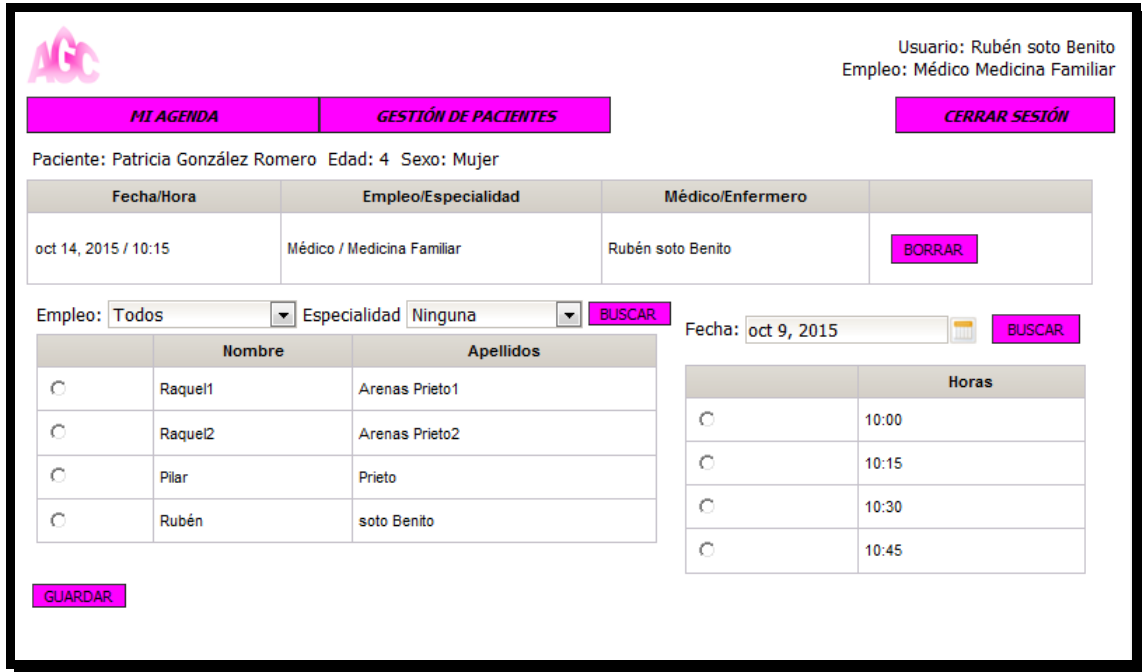 AGC
Usuario: Rubén soto Benito
Empleo: Médico Medicina Familiar
MI AGENDA GESTIÓN DE PACIENTES CERRAR SESIÓN
Paciente: Patricia González Romero Edad: 4 Sexo: Mujer
Fecha/Hora Empleo/Especialidad Médico/Enfermero
oct 14, 2015 / 10:15 Médico / Medicina Familiar Rubén soto Benito BORRAR
Empleo: Todos Especialidad Ninguna BUSCAR
Nombre Apellidos
Raquel1 Arenas Prieto1
Raquel2 Arenas Prieto2
Pilar Prieto
Rubén soto Benito
Fecha: oct 9, 2015 BUSCAR
Horas
10:00
10:15
10:30
10:45
GUARDAR